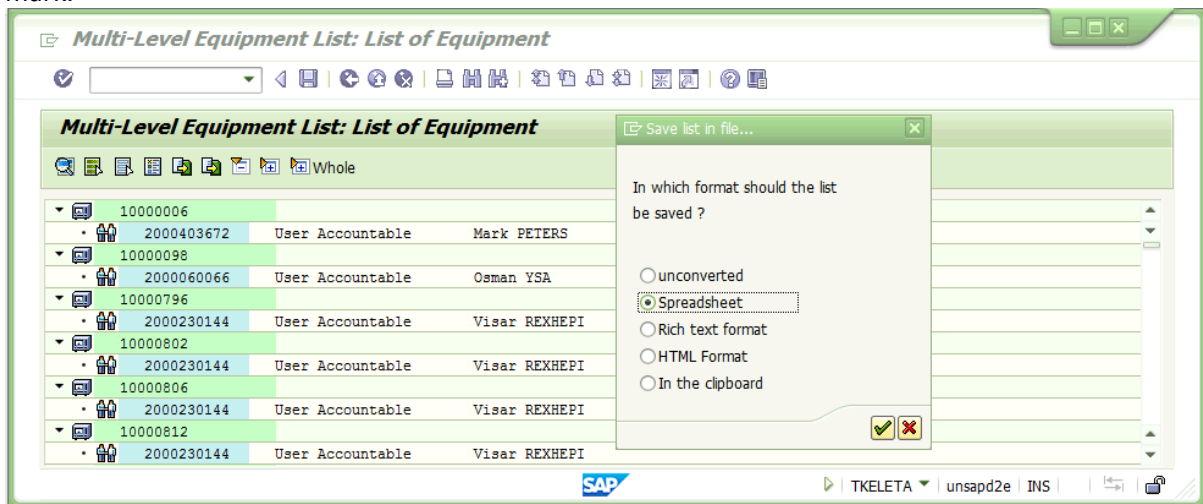 Multi-Level Equipment List: List of Equipment
Multi-Level Equipment List: List of Equipment
Whole
10000006
2000403672 User Accountable Mark PETERS
10000098
2000060066 User Accountable Osman YSA
10000796
2000230144 User Accountable Visar REXHEPI
10000802
2000230144 User Accountable Visar REXHEPI
10000806
2000230144 User Accountable Visar REXHEPI
10000812
2000230144 User Accountable Visar REXHEPI
Save list in file...
In which format should the list
be saved ?
unconverted
Spreadsheet
Rich text format
HTML Format
In the clipboard
SAP
TKELETA
unsapd2e
INS